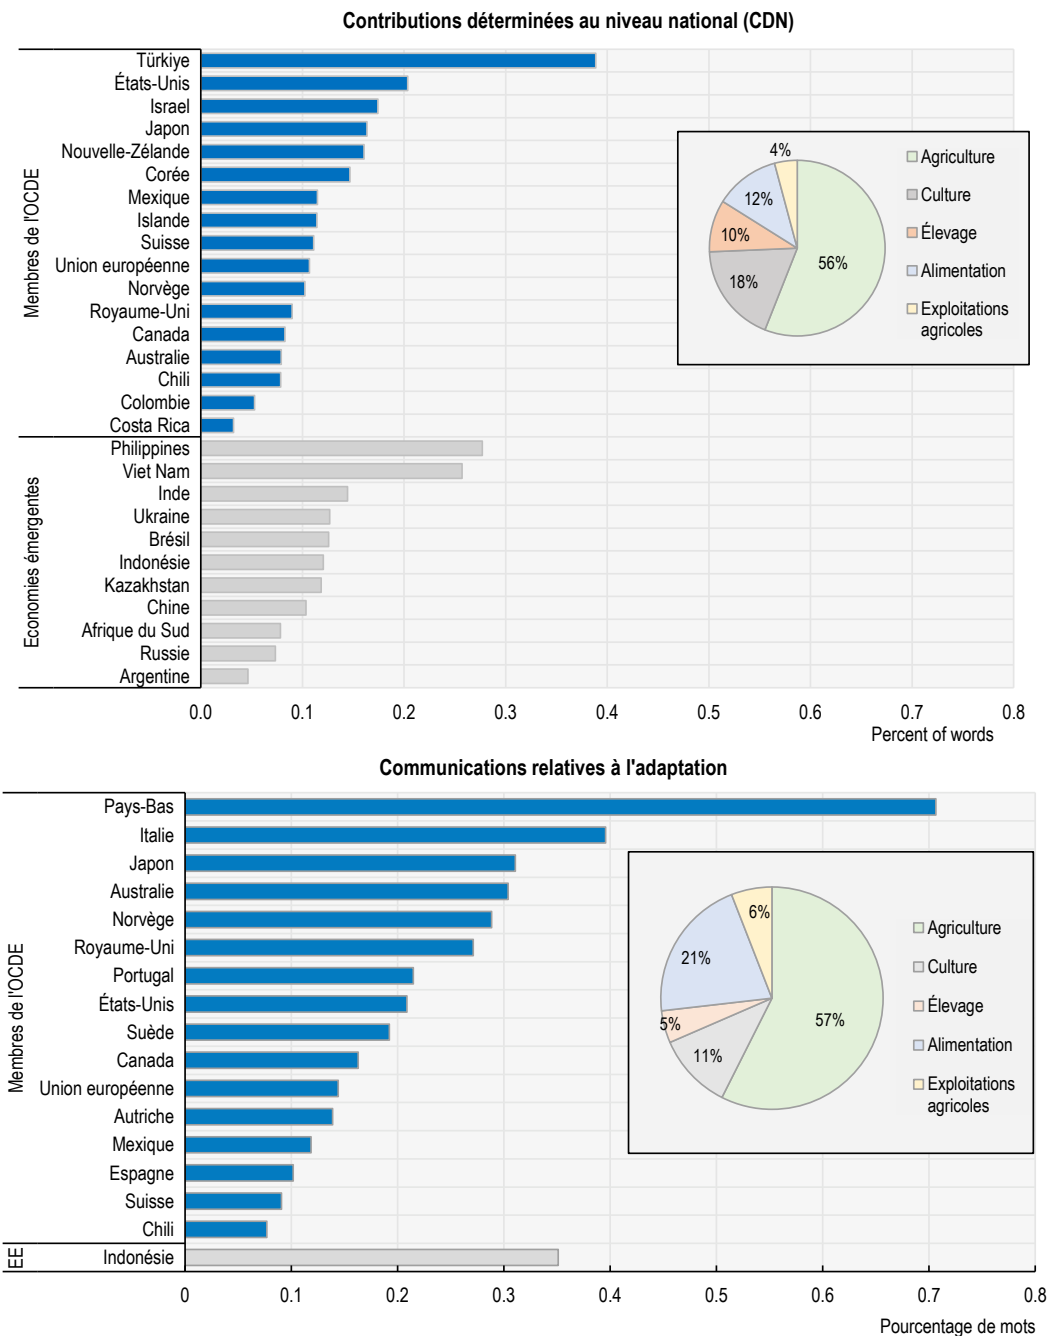 Contributions déterminées au niveau national (CDN)
Membres de l'OCDE
Türkiye
États-Unis
Israel
Japon
Nouvelle-Zélande
Corée
Mexique
Islande
Suisse
Union européenne
Norvège
Royaume-Uni
Canada
Australie
Chili
Colombie
Costa Rica
Economies émergentes
Philippines
Viet Nam
Inde
Ukraine
Brésil
Indonésie
Kazakhstan
Chine
Afrique du Sud
Russie
Argentine
0.0 0.1 0.2 0.3 0.4 0.5 0.6 0.7 0.8
Percent of words
4%
12%
10%
18%
56%
Agriculture
Culture
Élevage
Alimentation
Exploitations
agricoles
Communications relatives à l'adaptation
Membres de l'OCDE
Pays-Bas
Italie
Japon
Australie
Norvège
Royaume-Uni
Portugal
États-Unis
Suède
Canada
Union européenne
Autriche
Mexique
Espagne
Suisse
Chili
EE
Indonésie
0 0.1 0.2 0.3 0.4 0.5 0.6 0.7 0.8
Pourcentage de mots
6%
21%
5%
11%
57%
Agriculture
Culture
Élevage
Alimentation
Exploitations
agricoles